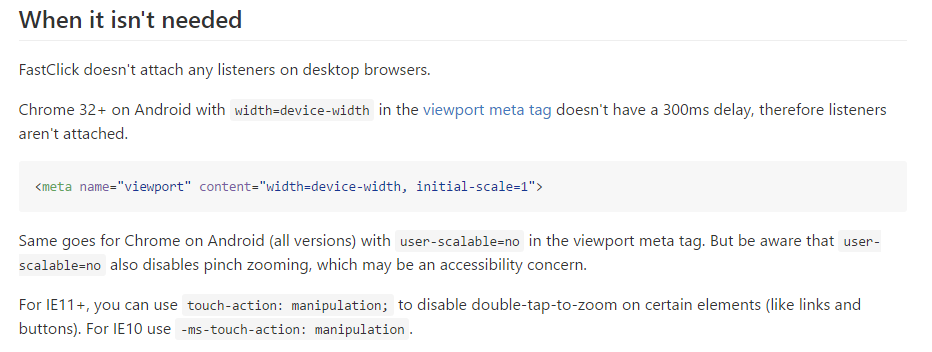 When it isn't needed
FastClick doesn't attach any listeners on desktop browsers.
Chrome 32+ on Android with width=device-width in the viewport meta tag doesn't have a 300ms delay, therefore listeners
aren't attached.
<meta name="viewport" content="width=device-width, initial-scale=1">
Same goes for Chrome on Android (all versions) with user-scalable=no in the viewport meta tag. But be aware that user-
scalable=no also disables pinch zooming, which may be an accessibility concern.
For IE11+, you can use touch-action: manipulation; to disable double-tap-to-zoom on certain elements (like links and
buttons). For IE10 use -ms-touch-action: manipulation.